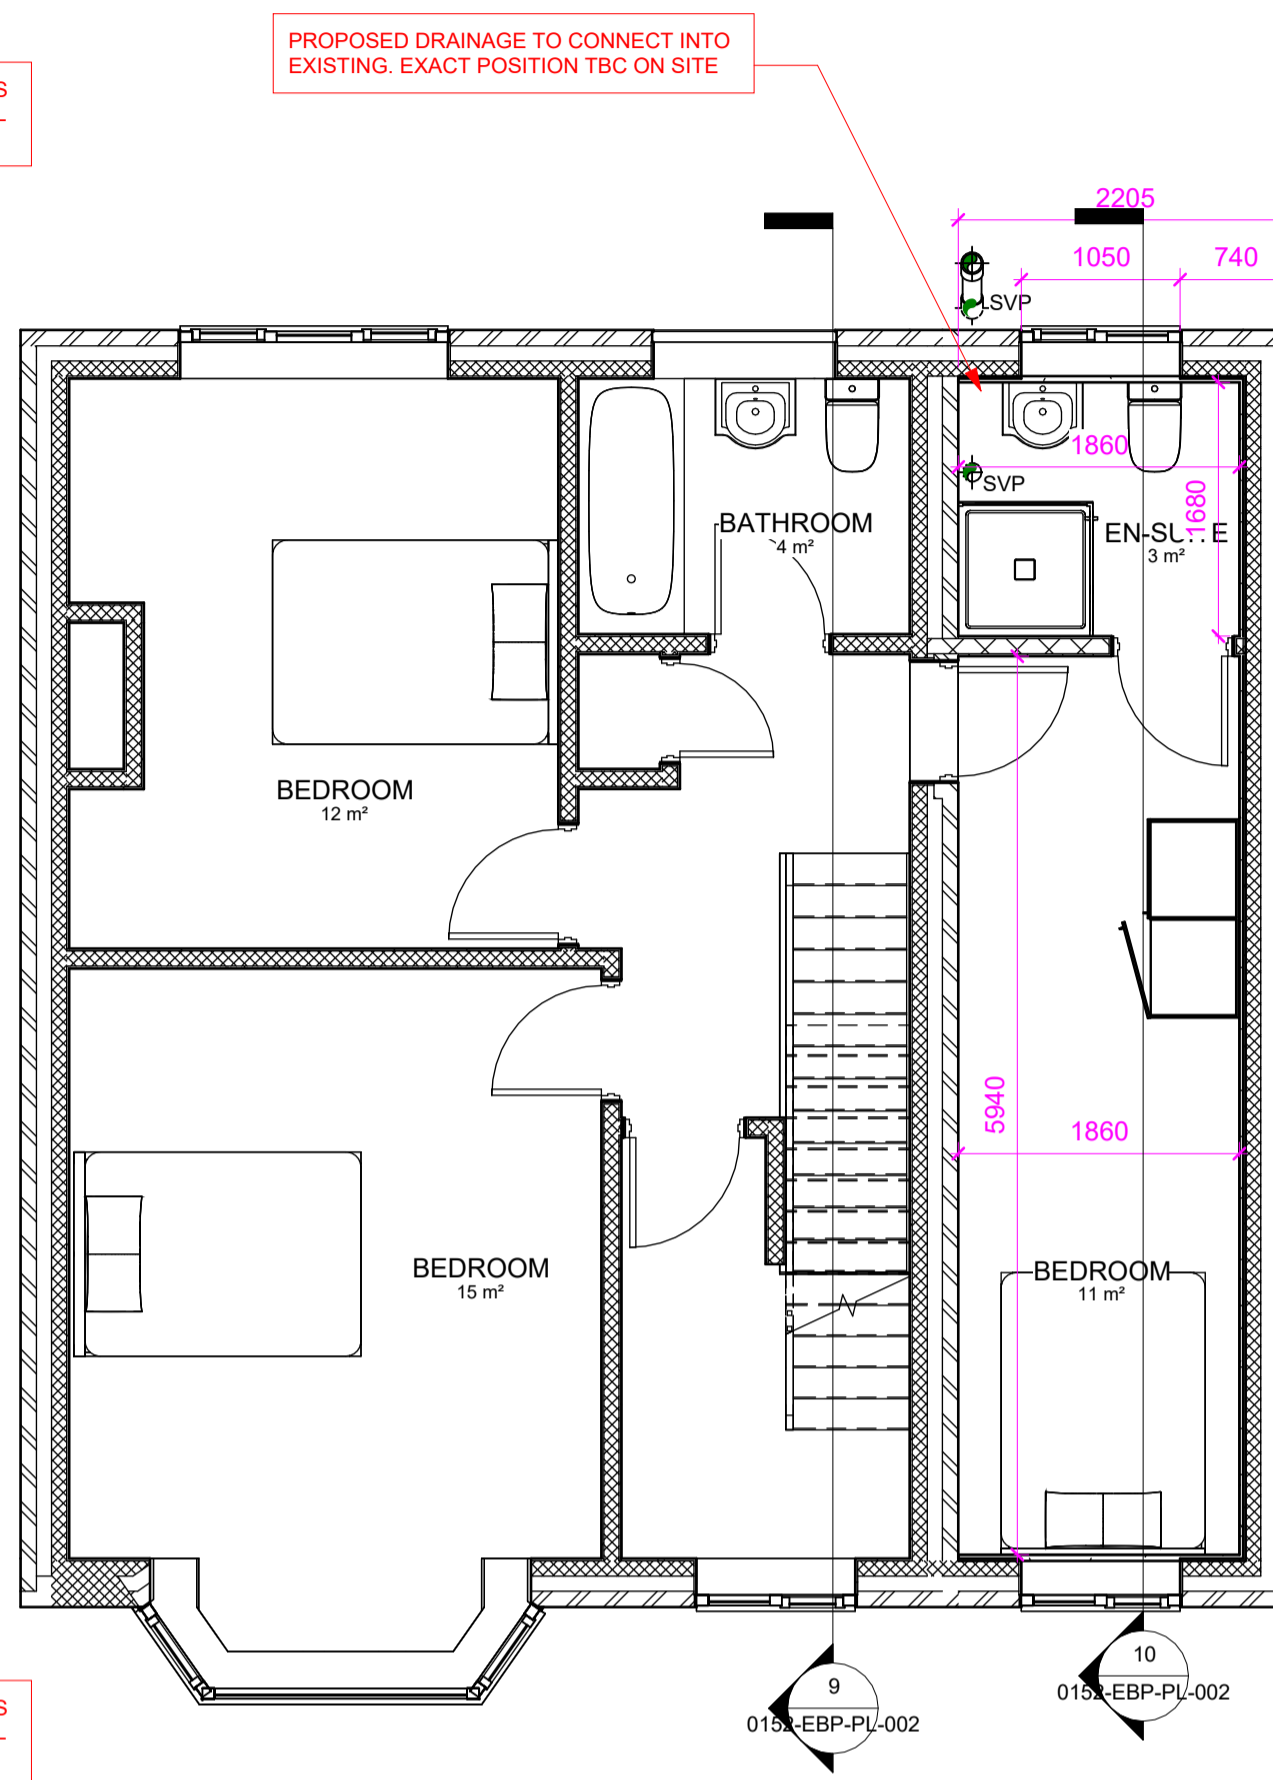 PROPOSED DRAINAGE TO CONNECT INTO
EXISTING. EXACT POSITION TBC ON SITE
S
2205
1050
740
SVP
1860
SVP
1680
BATHROOM
4 m²
EN-SUITE
3 m²
BEDROOM
12 m²
5940
1860
BEDROOM
15 m²
BEDROOM
11 m²
10
0152-EBP-PL-002
9
0152-EBP-PL-002
S